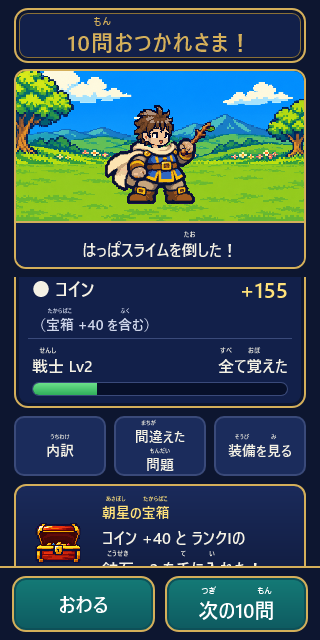 10問おつかれさま！
はっぱスライムを倒した！
コイン +155
（宝箱 +40 を含む）
戦士 Lv2 全て覚えた
内訳
間違えた
問題
装備を見る
朝星の宝箱
コイン +40 と ランクIの
おわる
次の10問